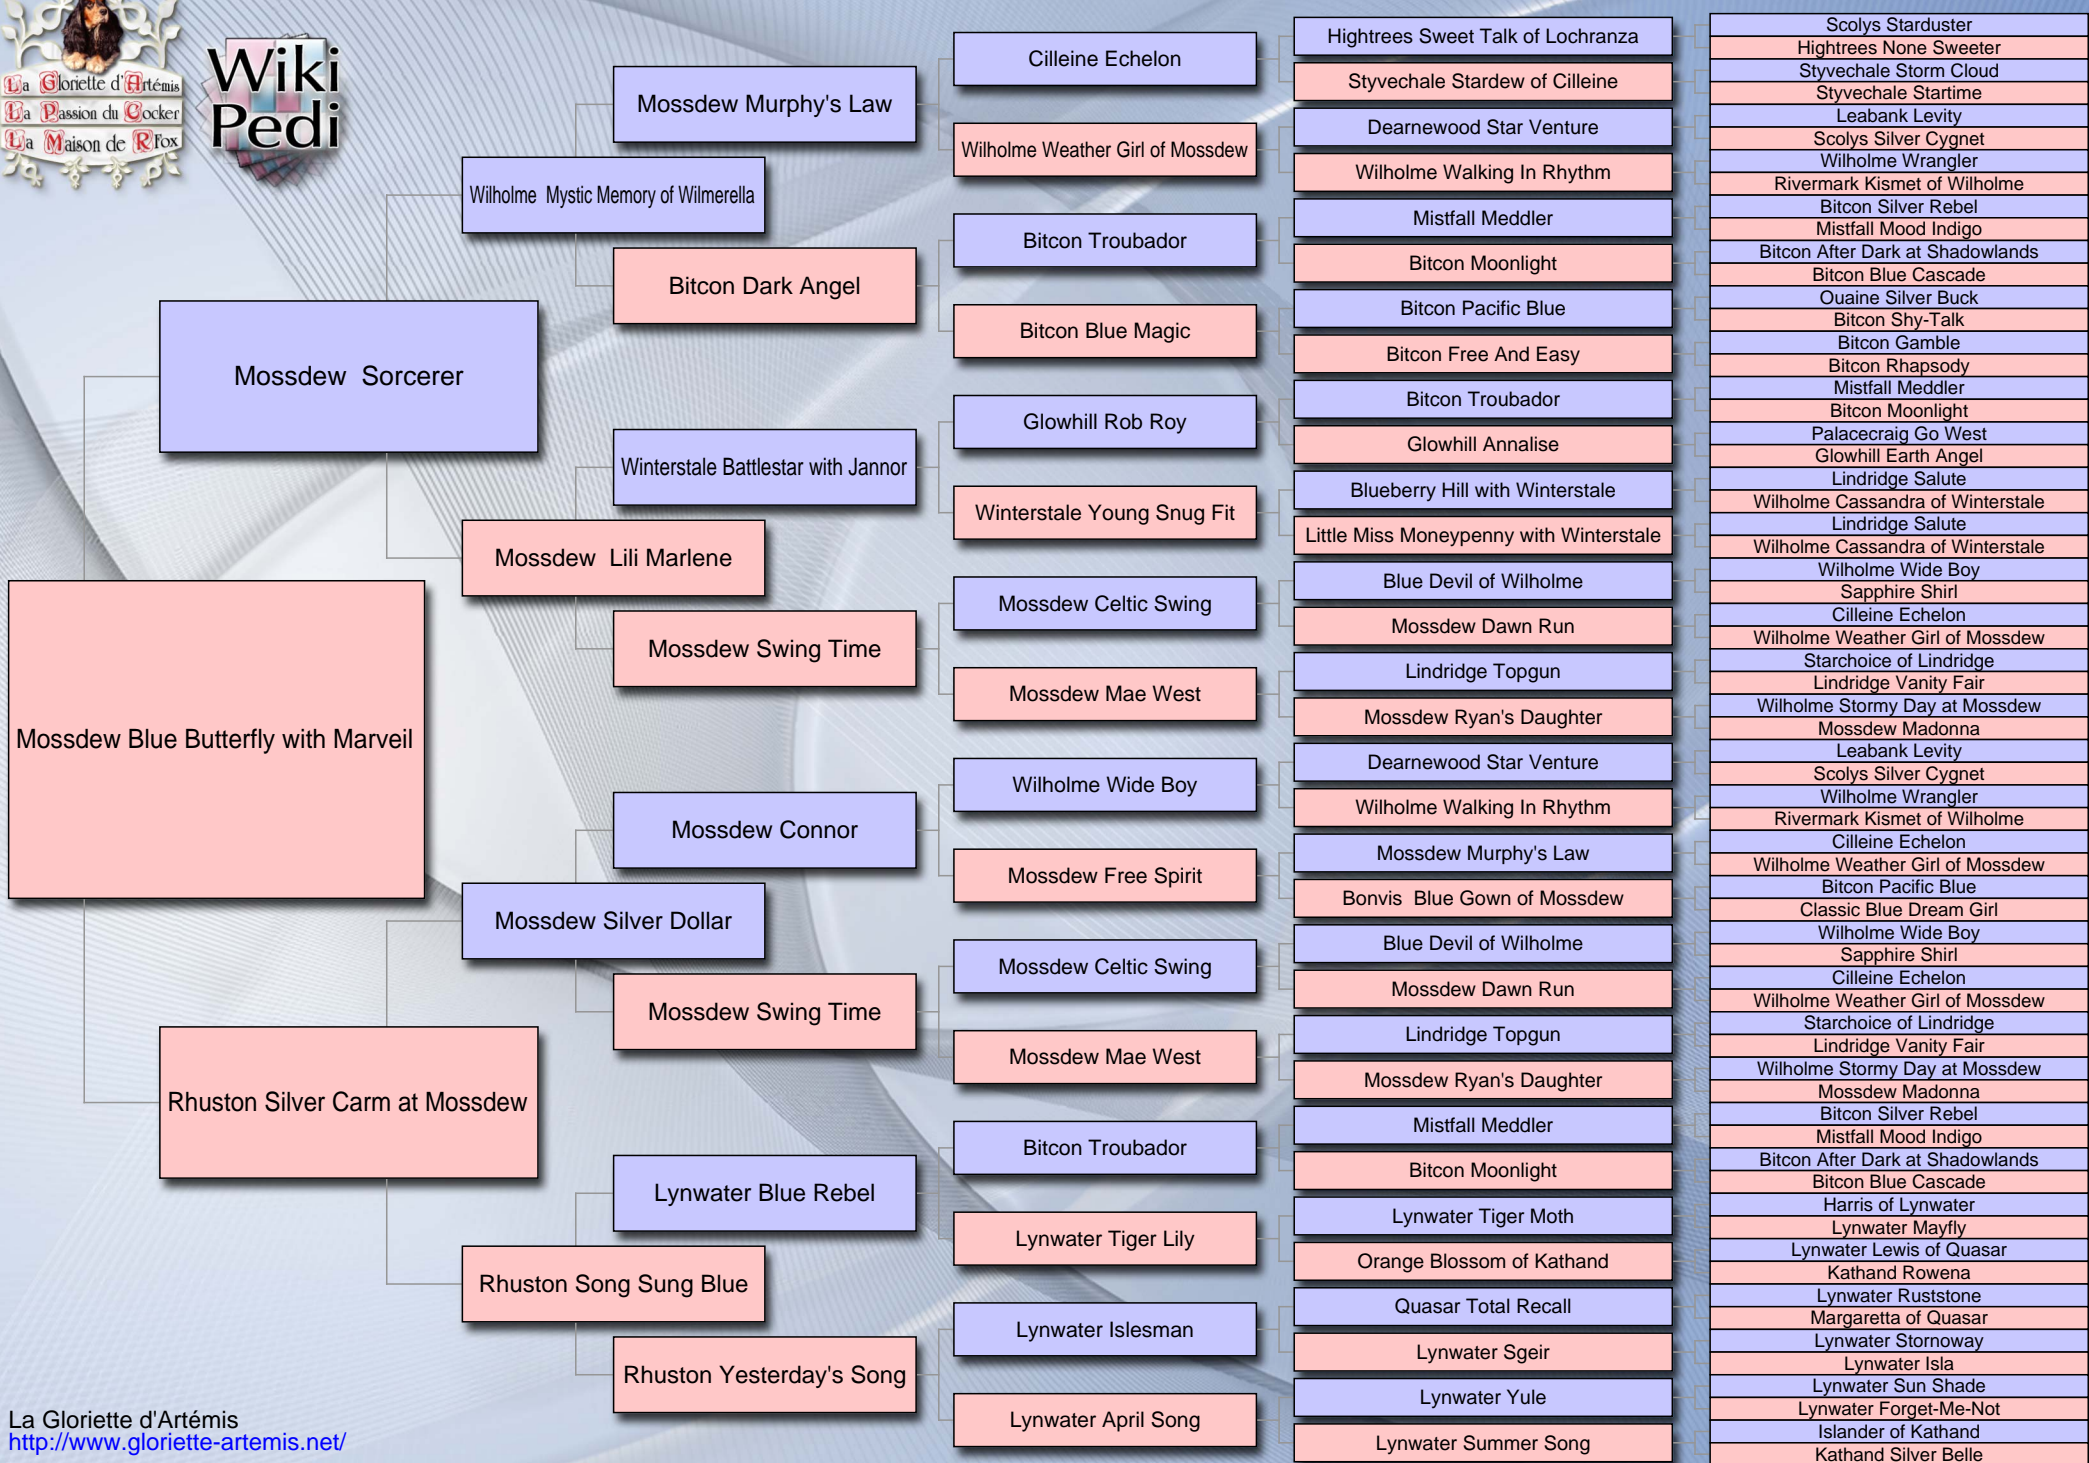 La Gloriette d'Artémis
La Passion du Cocker
La Maison de RFox
Wiki
Pedi
Mossdew Blue Butterfly with Marveil
Mossdew  Sorcerer
Rhuston Silver Carm at Mossdew
Wilholme  Mystic Memory of Wilmerella
Mossdew  Lili Marlene
Mossdew Silver Dollar
Rhuston Song Sung Blue
Mossdew Murphy's Law
Bitcon Dark Angel
Winterstale Battlestar with Jannor
Mossdew Swing Time
Mossdew Connor
Mossdew Swing Time
Lynwater Blue Rebel
Rhuston Yesterday's Song
Cilleine Echelon
Wilholme Weather Girl of Mossdew
Bitcon Troubador
Bitcon Blue Magic
Glowhill Rob Roy
Winterstale Young Snug Fit
Mossdew Celtic Swing
Mossdew Mae West
Wilholme Wide Boy
Mossdew Free Spirit
Mossdew Celtic Swing
Mossdew Mae West
Bitcon Troubador
Lynwater Tiger Lily
Lynwater Islesman
Lynwater April Song
Hightrees Sweet Talk of Lochranza
Styvechale Stardew of Cilleine
Dearnewood Star Venture
Wilholme Walking In Rhythm
Mistfall Meddler
Bitcon Moonlight
Bitcon Pacific Blue
Bitcon Free And Easy
Bitcon Troubador
Glowhill Annalise
Blueberry Hill with Winterstale
Little Miss Moneypenny with Winterstale
Blue Devil of Wilholme
Mossdew Dawn Run
Lindridge Topgun
Mossdew Ryan's Daughter
Dearnewood Star Venture
Wilholme Walking In Rhythm
Mossdew Murphy's Law
Bonvis  Blue Gown of Mossdew
Blue Devil of Wilholme
Mossdew Dawn Run
Lindridge Topgun
Mossdew Ryan's Daughter
Mistfall Meddler
Bitcon Moonlight
Lynwater Tiger Moth
Orange Blossom of Kathand
Quasar Total Recall
Lynwater Sgeir
Lynwater Yule
Lynwater Summer Song
Scolys Starduster
Hightrees None Sweeter
Styvechale Storm Cloud
Styvechale Startime
Leabank Levity
Scolys Silver Cygnet
Wilholme Wrangler
Rivermark Kismet of Wilholme
Bitcon Silver Rebel
Mistfall Mood Indigo
Bitcon After Dark at Shadowlands
Bitcon Blue Cascade
Ouaine Silver Buck
Bitcon Shy-Talk
Bitcon Gamble
Bitcon Rhapsody
Mistfall Meddler
Bitcon Moonlight
Palacecraig Go West
Glowhill Earth Angel
Lindridge Salute
Wilholme Cassandra of Winterstale
Lindridge Salute
Wilholme Cassandra of Winterstale
Wilholme Wide Boy
Sapphire Shirl
Cilleine Echelon
Wilholme Weather Girl of Mossdew
Starchoice of Lindridge
Lindridge Vanity Fair
Wilholme Stormy Day at Mossdew
Mossdew Madonna
Leabank Levity
Scolys Silver Cygnet
Wilholme Wrangler
Rivermark Kismet of Wilholme
Cilleine Echelon
Wilholme Weather Girl of Mossdew
Bitcon Pacific Blue
Classic Blue Dream Girl
Wilholme Wide Boy
Sapphire Shirl
Cilleine Echelon
Wilholme Weather Girl of Mossdew
Starchoice of Lindridge
Lindridge Vanity Fair
Wilholme Stormy Day at Mossdew
Mossdew Madonna
Bitcon Silver Rebel
Mistfall Mood Indigo
Bitcon After Dark at Shadowlands
Bitcon Blue Cascade
Harris of Lynwater
Lynwater Mayfly
Lynwater Lewis of Quasar
Kathand Rowena
Lynwater Ruststone
Margaretta of Quasar
Lynwater Stornoway
Lynwater Isla
Lynwater Sun Shade
Lynwater Forget-Me-Not
Islander of Kathand
Kathand Silver Belle
La Gloriette d'Artémis
http://www.gloriette-artemis.net/